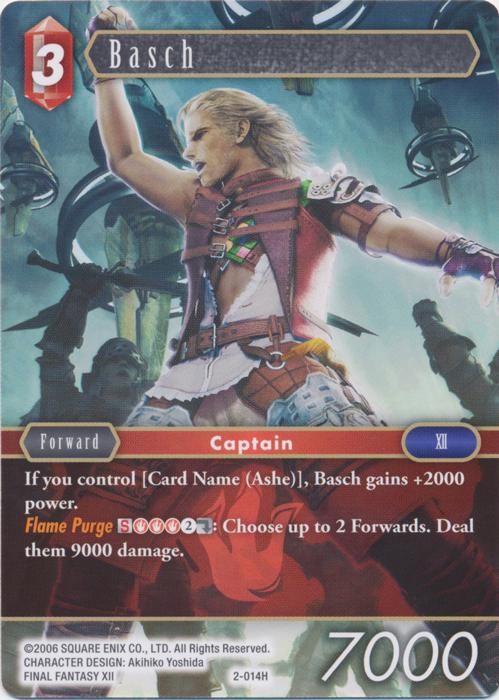 3
Basch
Forward
Captain
XII
If you control [Card Name (Ashe)], Basch gains +2000
power.
Flame Purge S 2 : Choose up to 2 Forwards. Deal
them 9000 damage.
©2006 SQUARE ENIX CO., LTD. All Rights Reserved.
CHARACTER DESIGN: Akihiko Yoshida
FINAL FANTASY XII
2-014H
7000